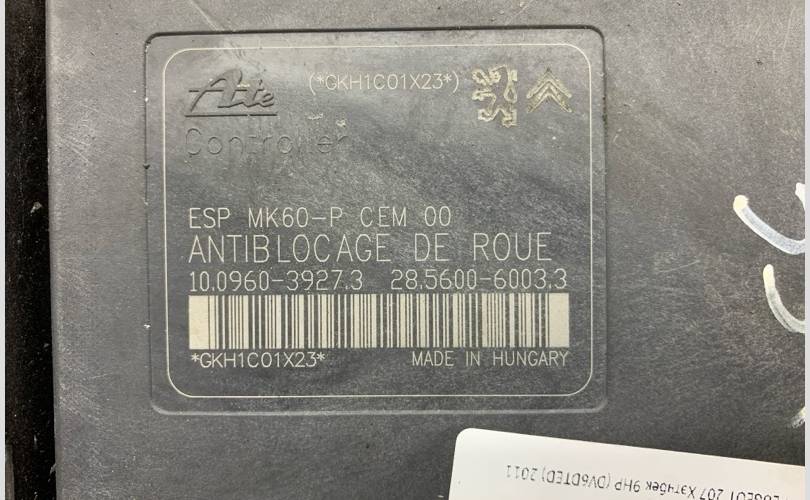 Ate (*GKH1C01X23*)
Controller
ESP MK60-P CEM 00
ANTIBLOCAGE DE ROUE
10.0960-3927.3 28.5600-6003.3
*GKH1C01X23* MADE IN HUNGARY
207 Хэтчбек 9HP (DV6DTED) 2011